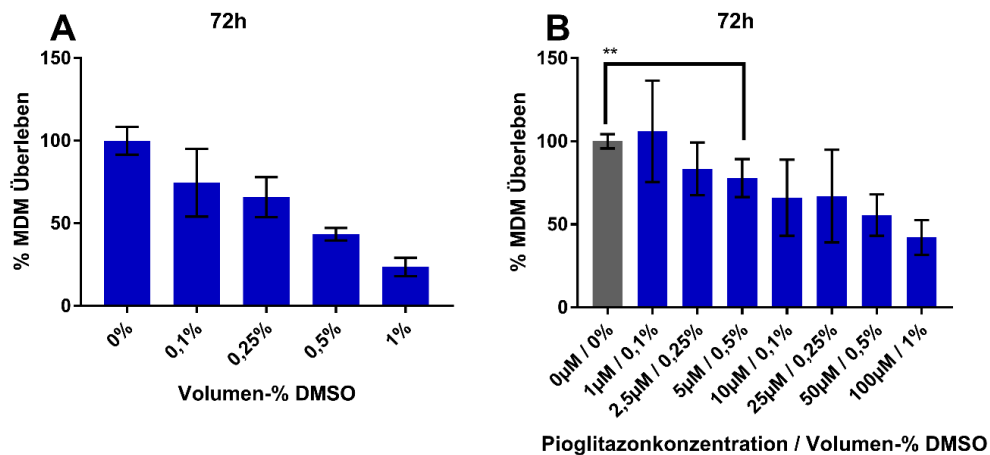 A
72h
% MDM Überleben
150
100
50
0
0%
0,1%
0,25%
0,5%
1%
Volumen-% DMSO
B
72h
**
% MDM Überleben
150
100
50
0
0µM / 0%
1µM / 0,1%
2,5µM / 0,25%
5µM / 0,5%
10µM / 0,1%
25µM / 0,25%
50µM / 0,5%
100µM / 1%
Pioglitazonkonzentration / Volumen-% DMSO